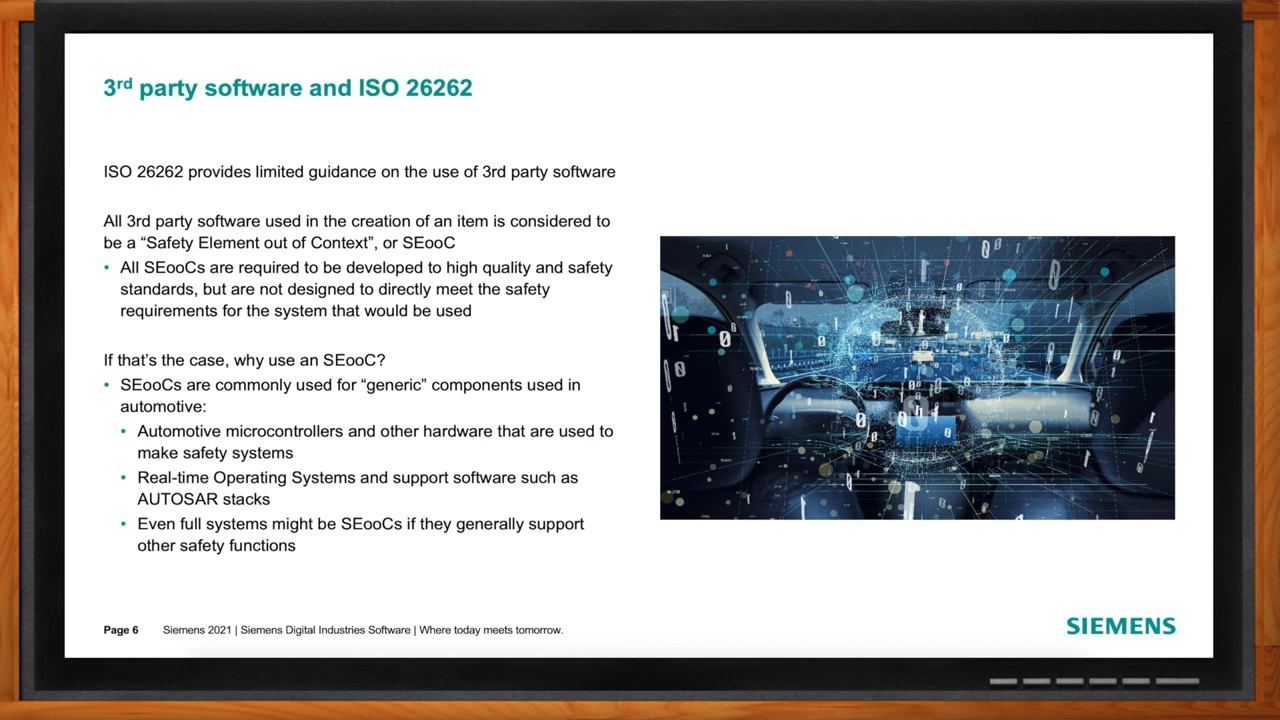 3rd party software and ISO 26262
ISO 26262 provides limited guidance on the use of 3rd party software
All 3rd party software used in the creation of an item is considered to
be a “Safety Element out of Context”, or SEooC
• All SEooCs are required to be developed to high quality and safety
standards, but are not designed to directly meet the safety
requirements for the system that would be used
If that’s the case, why use an SEooC?
• SEooCs are commonly used for “generic” components used in
automotive:
• Automotive microcontrollers and other hardware that are used to
make safety systems
• Real-time Operating Systems and support software such as
AUTOSAR stacks
• Even full systems might be SEooCs if they generally support
other safety functions
Page 6 Siemens 2021 | Siemens Digital Industries Software | Where today meets tomorrow.
SIEMENS